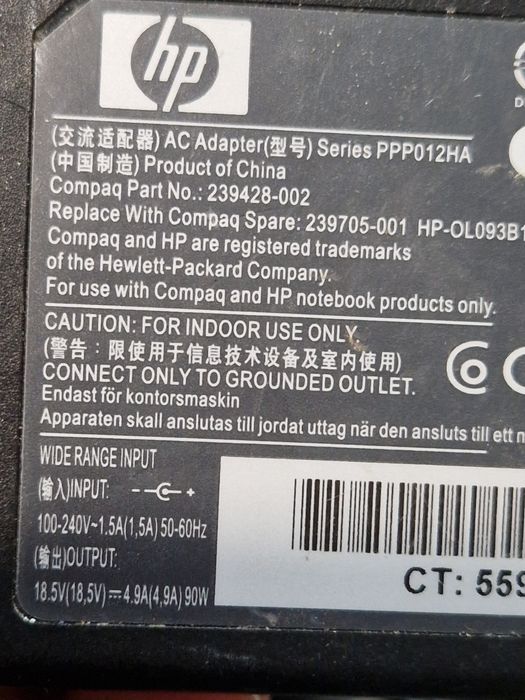 hp
(交流适配器) AC Adapter(型号) Series PPP012HA
(中国制造) Product of China
Compaq Part No.: 239428-002
Replace With Compaq Spare: 239705-001 HP-OL093B1
Compaq and HP are registered trademarks
of the Hewlett-Packard Company.
For use with Compaq and HP notebook products only.
CAUTION: FOR INDOOR USE ONLY.
(警告：限使用于信息技术设备及室内使用)
CONNECT ONLY TO GROUNDED OUTLET.
Endast för kontorsmaskin
Apparaten skall anslutas till jordat uttag när den ansluts till ett n
WIDE RANGE INPUT
(输入)INPUT: - +
100-240V~1.5A(1,5A) 50-60Hz
(输出)OUTPUT:
18.5V(18,5V)⎓4.9A(4,9A) 90W
CT: 559